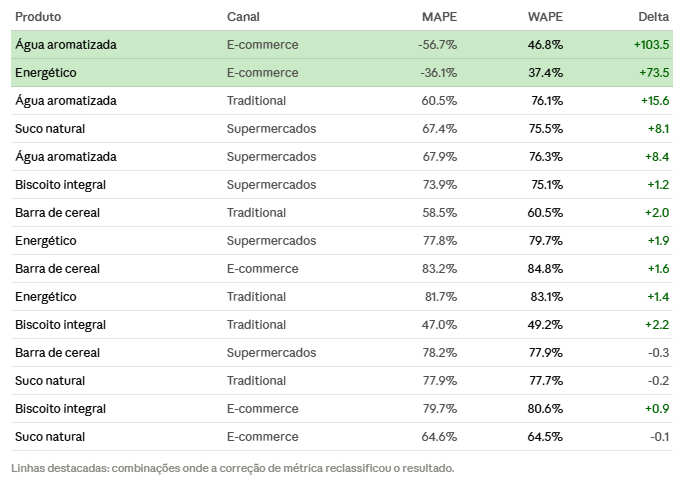 Produto Canal MAPE WAPE Delta
Água aromatizada E-commerce -56.7% 46.8% +103.5
Energético E-commerce -36.1% 37.4% +73.5
Água aromatizada Traditional 60.5% 76.1% +15.6
Suco natural Supermercados 67.4% 75.5% +8.1
Água aromatizada Supermercados 67.9% 76.3% +8.4
Biscoito integral Supermercados 73.9% 75.1% +1.2
Barra de cereal Traditional 58.5% 60.5% +2.0
Energético Supermercados 77.8% 79.7% +1.9
Barra de cereal E-commerce 83.2% 84.8% +1.6
Energético Traditional 81.7% 83.1% +1.4
Biscoito integral Traditional 47.0% 49.2% +2.2
Barra de cereal Supermercados 78.2% 77.9% -0.3
Suco natural Traditional 77.9% 77.7% -0.2
Biscoito integral E-commerce 79.7% 80.6% +0.9
Suco natural E-commerce 64.6% 64.5% -0.1
Linhas destacadas: combinações onde a correção de métrica reclassificou o resultado.